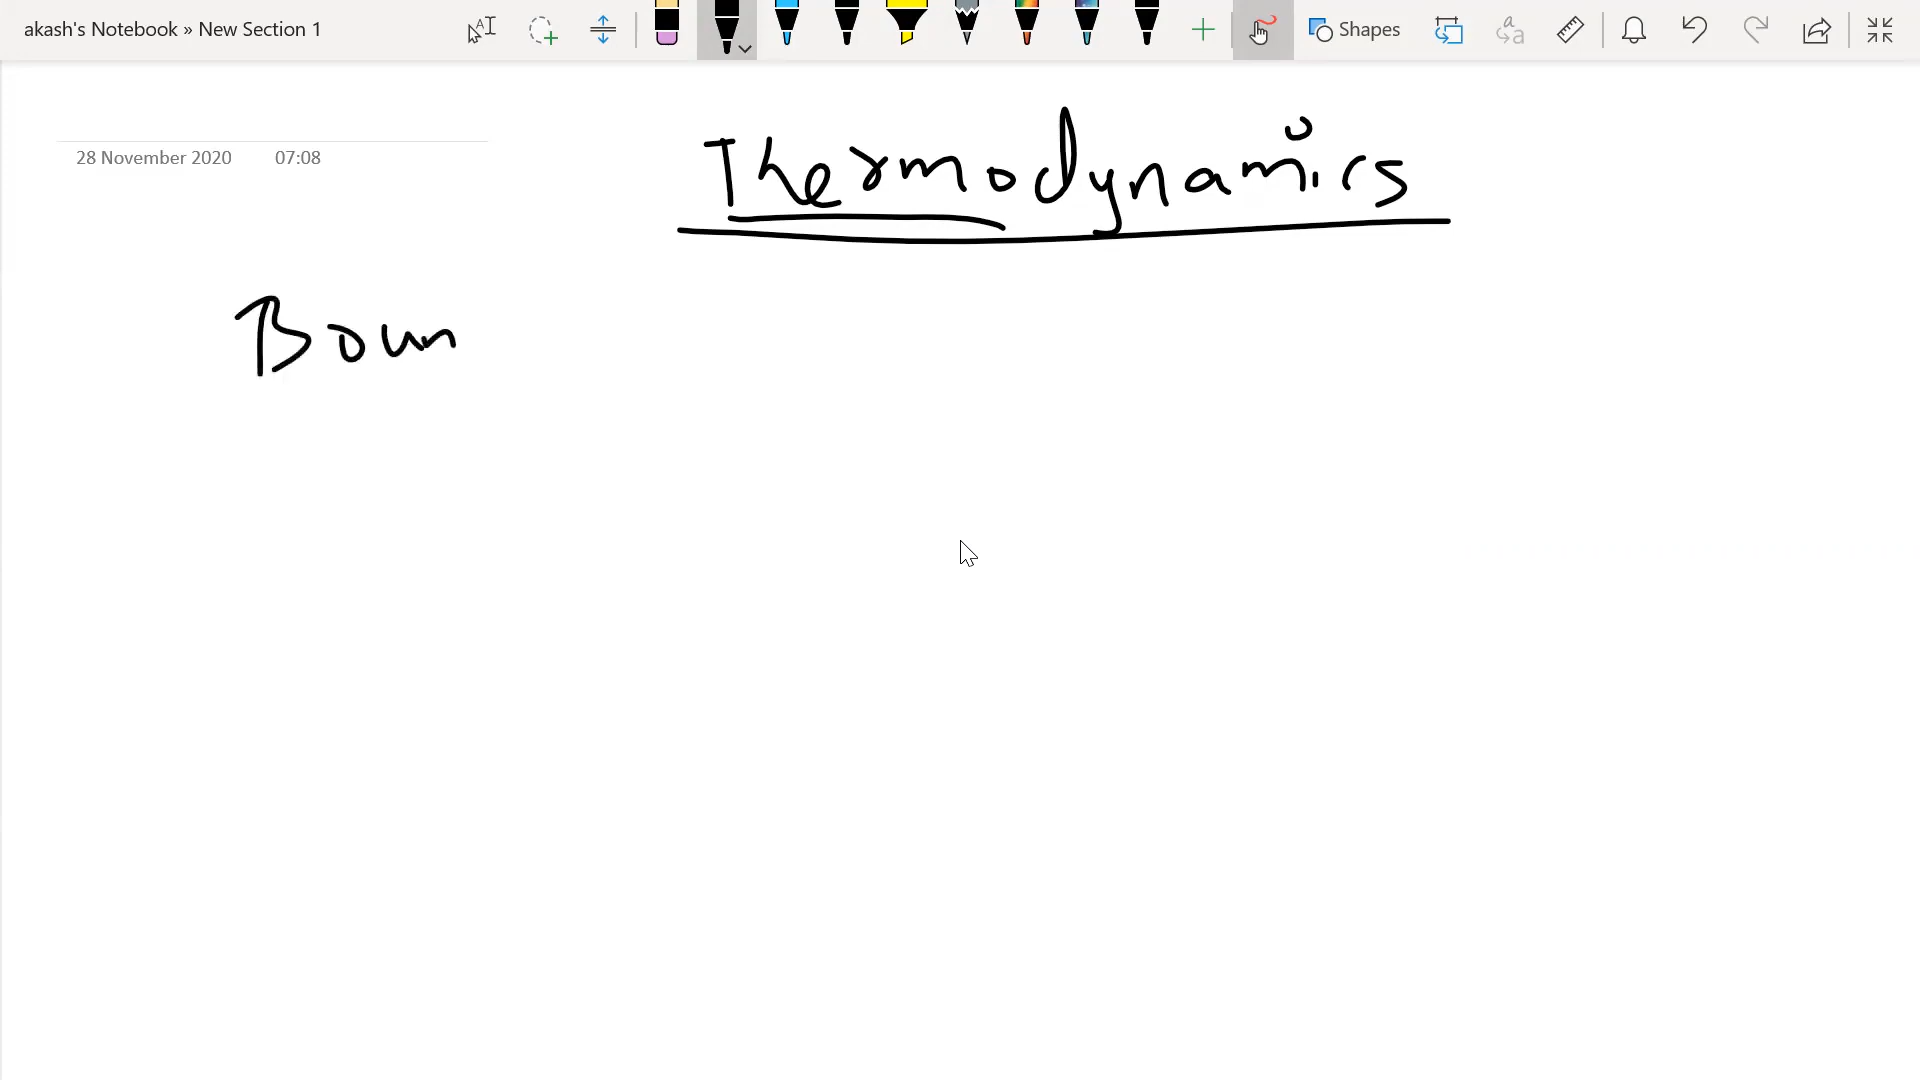 akash's Notebook » New Section 1
Shapes
Thermodynamics
28 November 2020 07:08
Boun